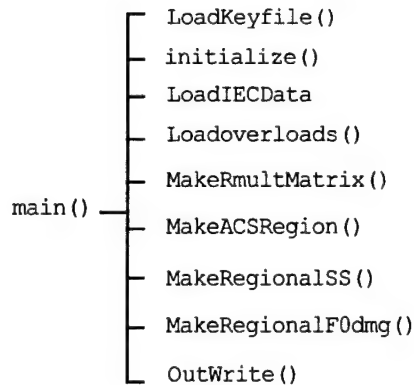 LoadKeyfile()
initialize()
LoadIECData
Loadoverloads()
MakeRmultMatrix()
main()
MakeACSRegion()
MakeRegionalSS()
MakeRegionalF0dmg()
OutWrite()